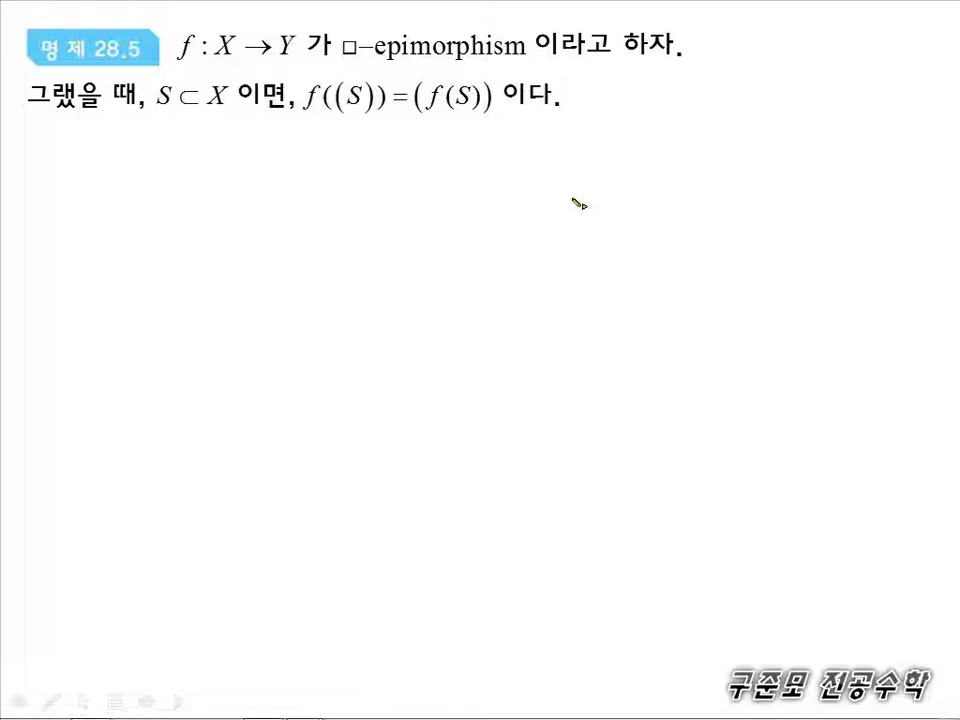 명 제 28.5 f : X → Y 가 □–epimorphism 이라고 하자.
그랬을 때, S ⊂ X 이면, f((S)) = (f(S)) 이다.
구준모 전공수학